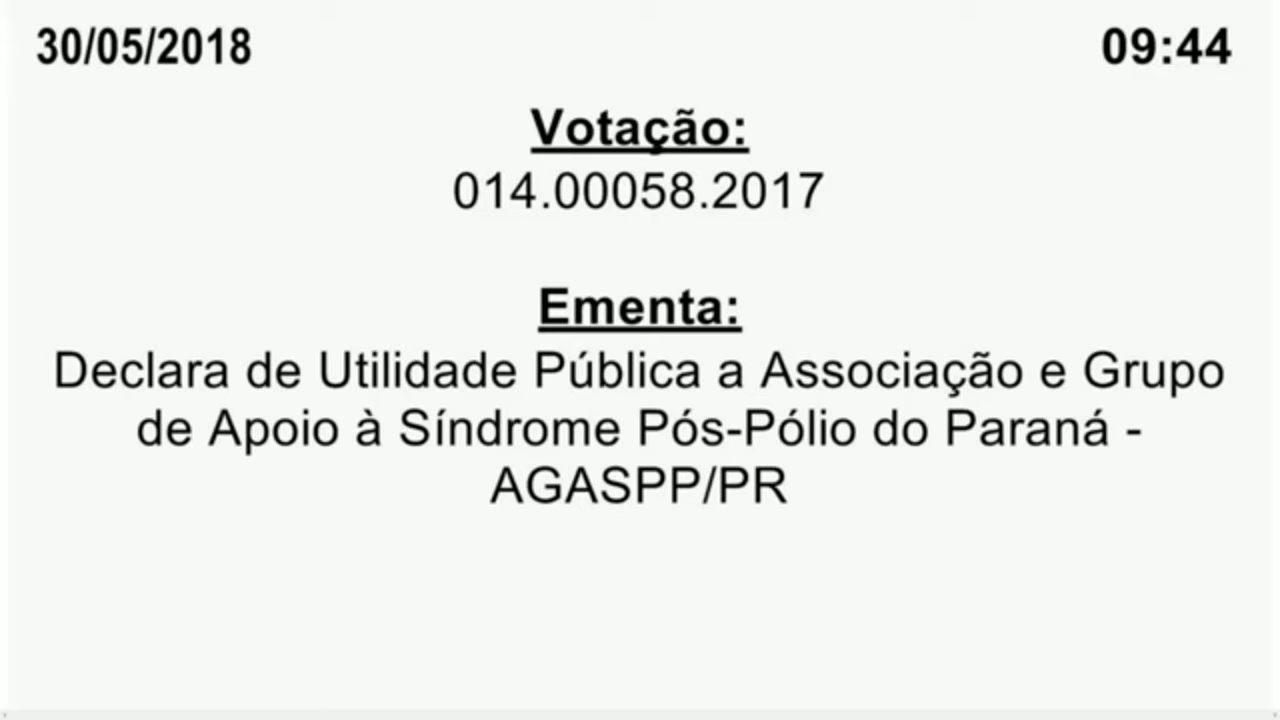 30/05/2018 09:44
Votação:
014.00058.2017
Ementa:
Declara de Utilidade Pública a Associação e Grupo
de Apoio à Síndrome Pós-Pólio do Paraná -
AGASPP/PR